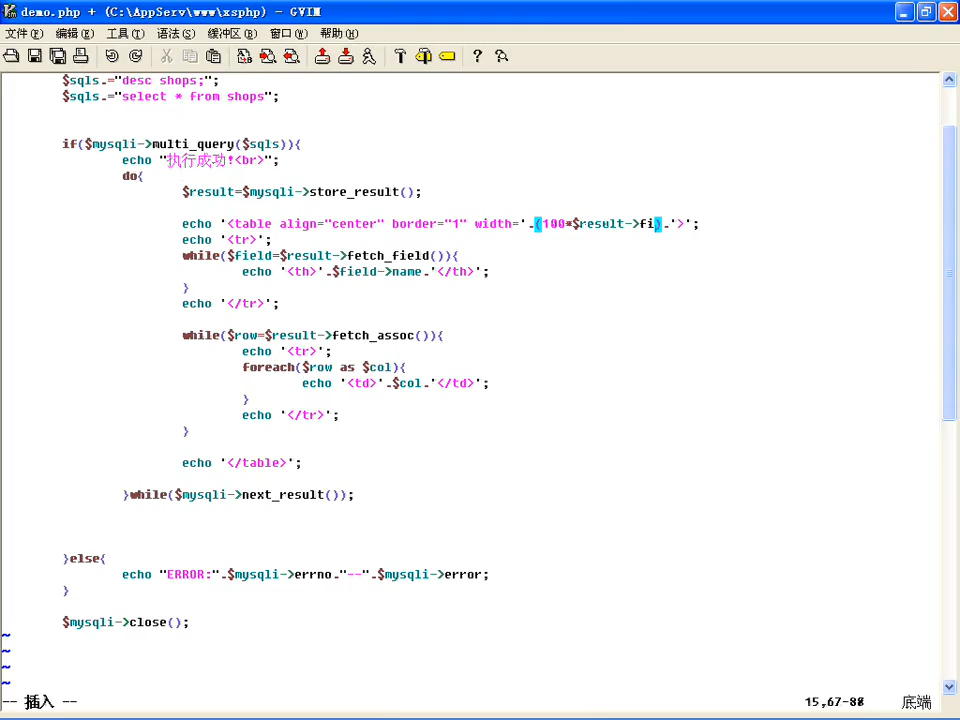 demo.php + (C:\AppServ\www\xsphp) - GVIM
文件(F) 编辑(E) 工具(T) 语法(S) 缓冲区(B) 窗口(W) 帮助(H)
$sqls.="desc shops;";
$sqls.="select * from shops";
if($mysqli->multi_query($sqls)){
echo "执行成功!<br>";
do{
$result=$mysqli->store_result();
echo '<table align="center" border="1" width='.(100*$result->fi).'>';
echo '<tr>';
while($field=$result->fetch_field()){
echo '<th>'.$field->name.'</th>';
}
echo '</tr>';
while($row=$result->fetch_assoc()){
echo '<tr>';
foreach($row as $col){
echo '<td>'.$col.'</td>';
}
echo '</tr>';
}
echo '</table>';
}while($mysqli->next_result());
}else{
echo "ERROR:".$mysqli->errno."--".$mysqli->error;
}
$mysqli->close();
~
~
~
~
-- 插入 -- 15,67-88 底端